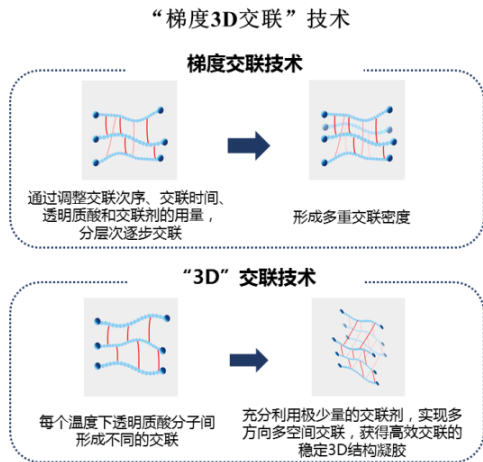 “梯度3D交联”技术
梯度交联技术
通过调整交联次序、交联时间、
透明质酸和交联剂的用量，
分层次逐步交联
形成多重交联密度
“3D”交联技术
每个温度下透明质酸分子间
形成不同的交联
充分利用极少量的交联剂，实现多
方向多空间交联，获得高效交联的
稳定3D结构凝胶